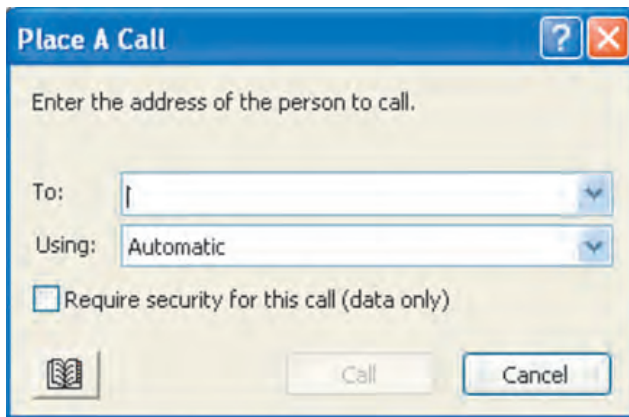 Place A Call
?
Enter the address of the person to call.
To:
Using: Automatic
Require security for this call (data only)
Call Cancel